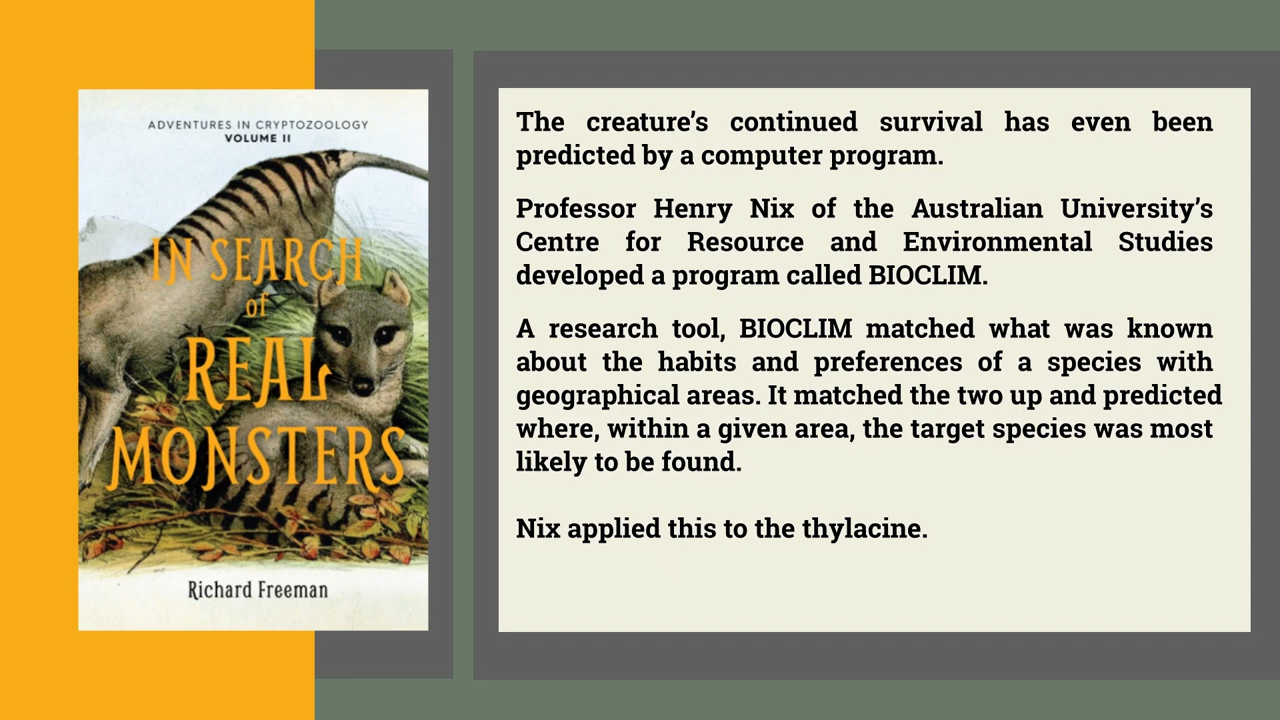 ADVENTURES IN CRYPTOZOOLOGY
VOLUME II
IN SEARCH
of
REAL
MONSTERS
Richard Freeman
The creature's continued survival has even been
predicted by a computer program.
Professor Henry Nix of the Australian University's
Centre for Resource and Environmental Studies
developed a program called BIOCLIM.
A research tool, BIOCLIM matched what was known
about the habits and preferences of a species with
geographical areas. It matched the two up and predicted
where, within a given area, the target species was most
likely to be found.
Nix applied this to the thylacine.